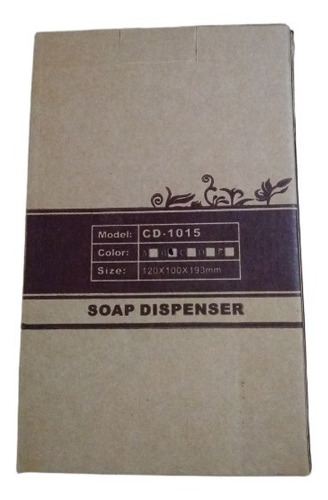 Model: CD-1015
Color:
Size: 120X100X193mm
SOAP DISPENSER